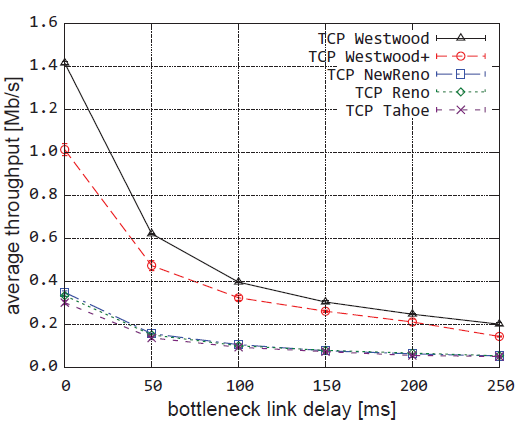 1.6
1.4
1.2
1.0
0.8
0.6
0.4
0.2
0.0
average throughput [Mb/s]
TCP Westwood
TCP Westwood+
TCP NewReno
TCP Reno
TCP Tahoe
0 50 100 150 200 250
bottleneck link delay [ms]